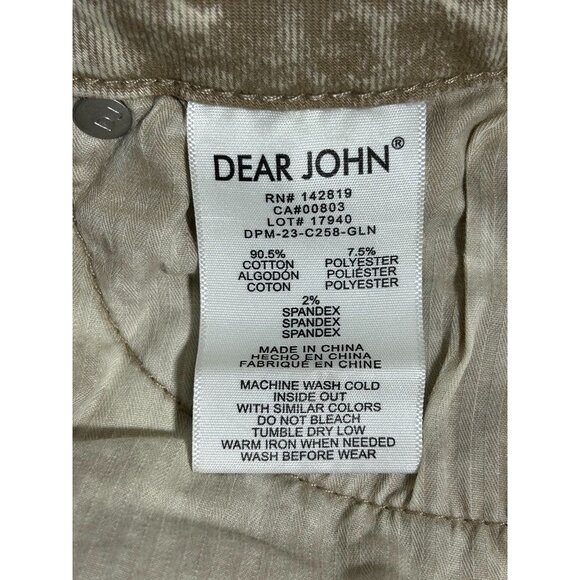 DEAR JOHN®
RN# 142819
CA#00803
LOT# 17940
DPM-23-C258-GLN
90.5% 7.5%
COTTON POLYESTER
ALGODÓN POLIÉSTER
COTON POLYESTER
2%
SPANDEX
SPANDEX
SPANDEX
MADE IN CHINA
HECHO EN CHINA
FABRIQUÉ EN CHINE
MACHINE WASH COLD
INSIDE OUT
WITH SIMILAR COLORS
DO NOT BLEACH
TUMBLE DRY LOW
WARM IRON WHEN NEEDED
WASH BEFORE WEAR